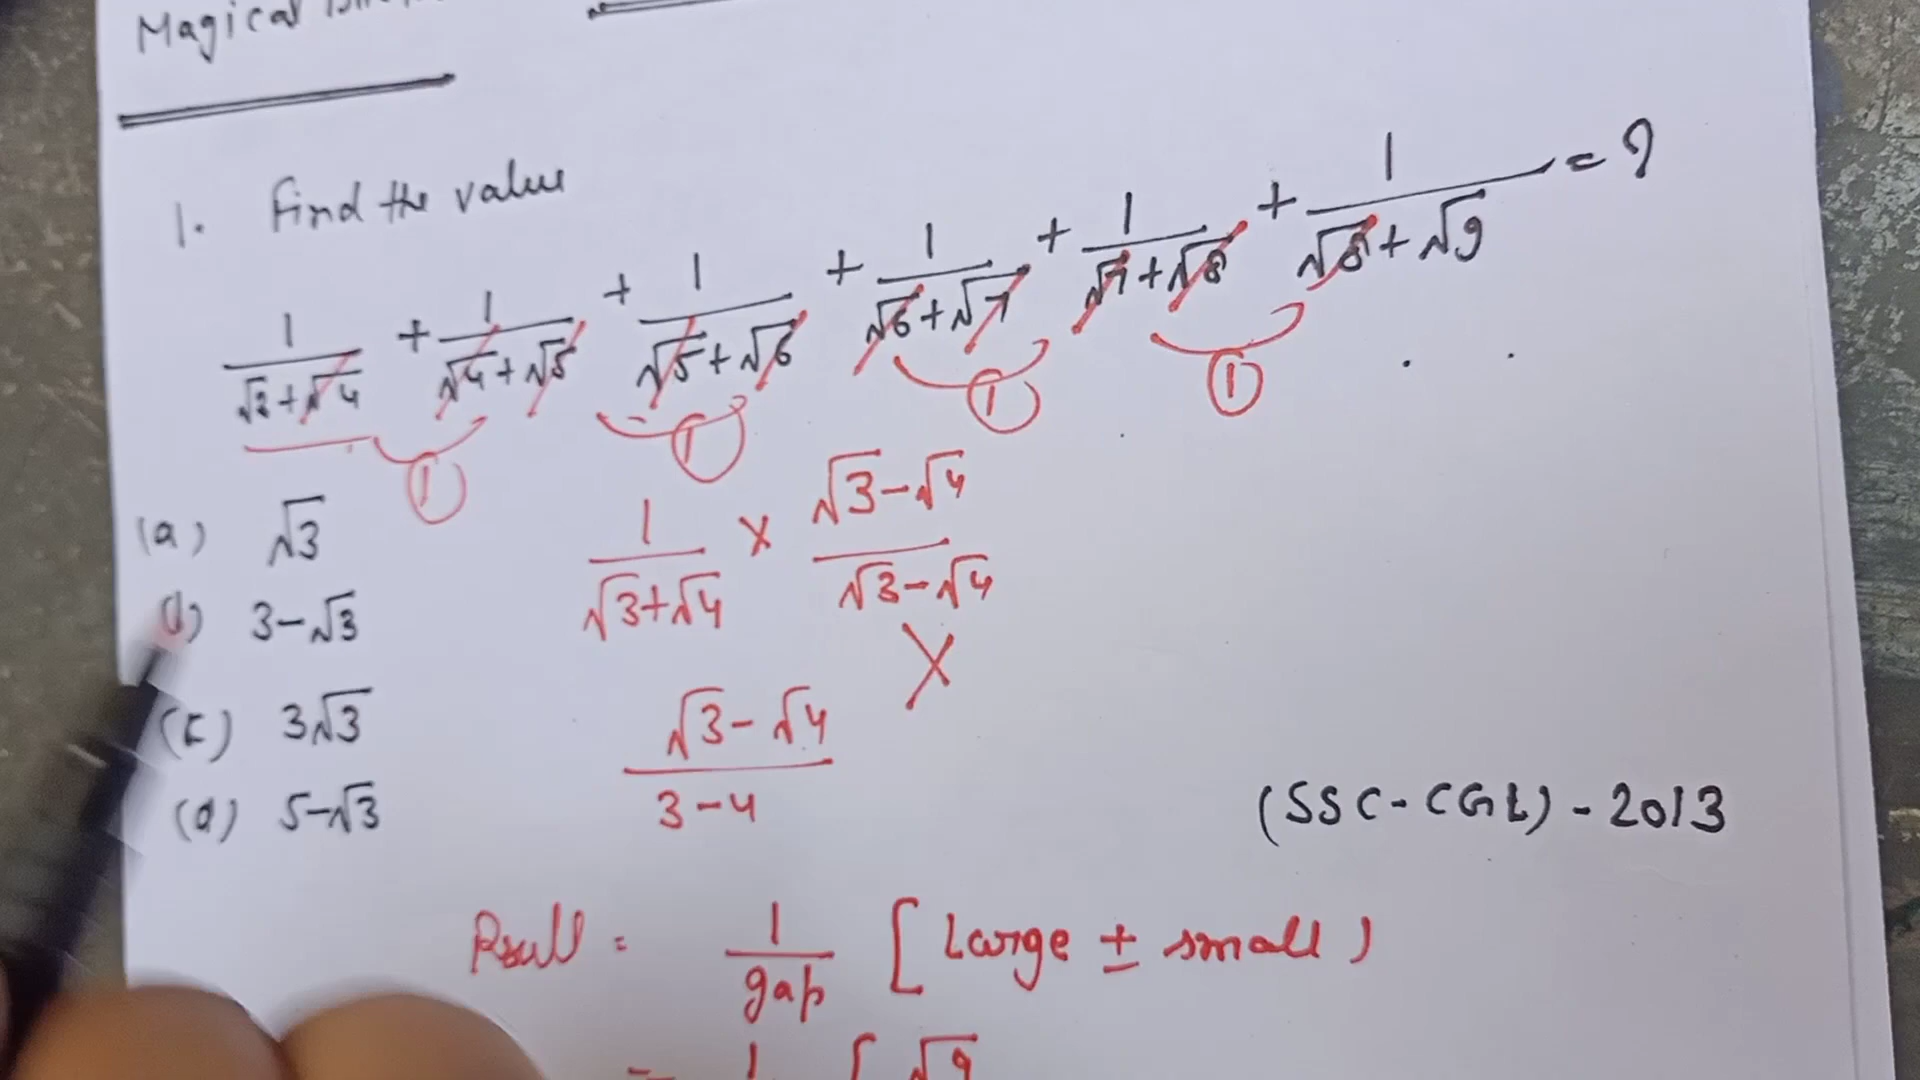 Magical
1. Find the value
1/(√3+√4) + 1/(√4+√5) + 1/(√5+√6) + 1/(√6+√7) + 1/(√7+√8) + 1/(√8+√9) = ?
① ① ① ①
(a) √3
(b) 3-√3
(c) 3√3
(d) 5-√3
1/(√3+√4) × (√3-√4)/(√3-√4)
X
(√3-√4)/(3-4)
(SSC-CGL)-2013
= 1/gap [Large ± small)
= 1 [ √9